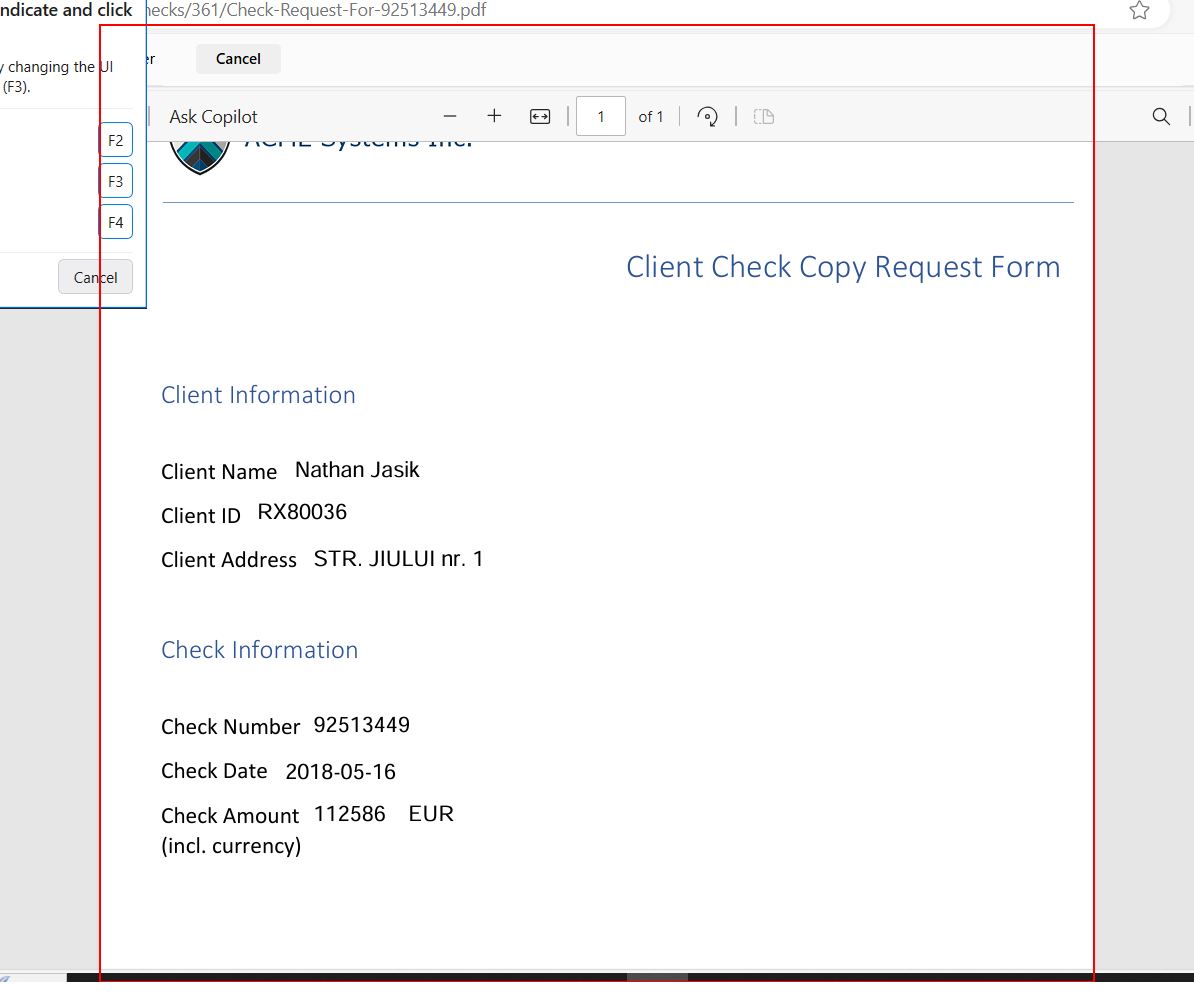 ndicate and click
hecks/361/Check-Request-For-92513449.pdf
y changing the UI
(F3).
er
Cancel
F2
F3
F4
Cancel
Ask Copilot
1
of 1
ACME Systems Inc.
Client Check Copy Request Form
Client Information
Client Name Nathan Jasik
Client ID RX80036
Client Address STR. JIULUI nr. 1
Check Information
Check Number 92513449
Check Date 2018-05-16
Check Amount 112586 EUR
(incl. currency)